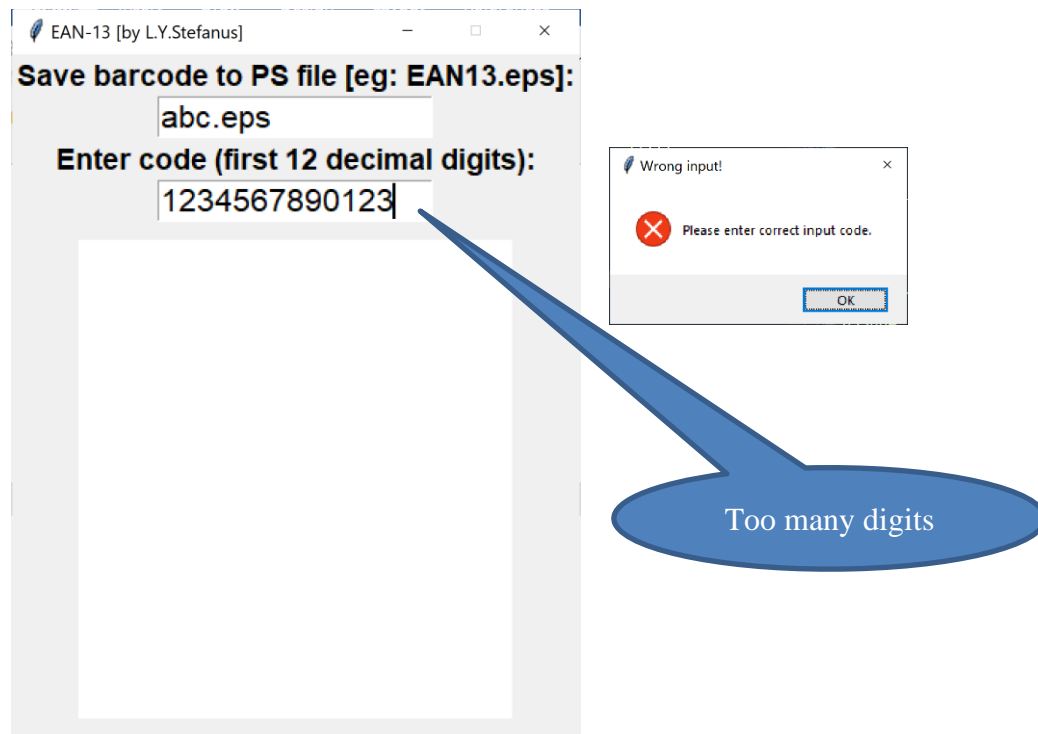 EAN-13 [by L.Y.Stefanus]
Save barcode to PS file [eg: EAN13.eps]:
abc.eps
Enter code (first 12 decimal digits):
1234567890123
Wrong input!
Please enter correct input code.
OK
Too many digits